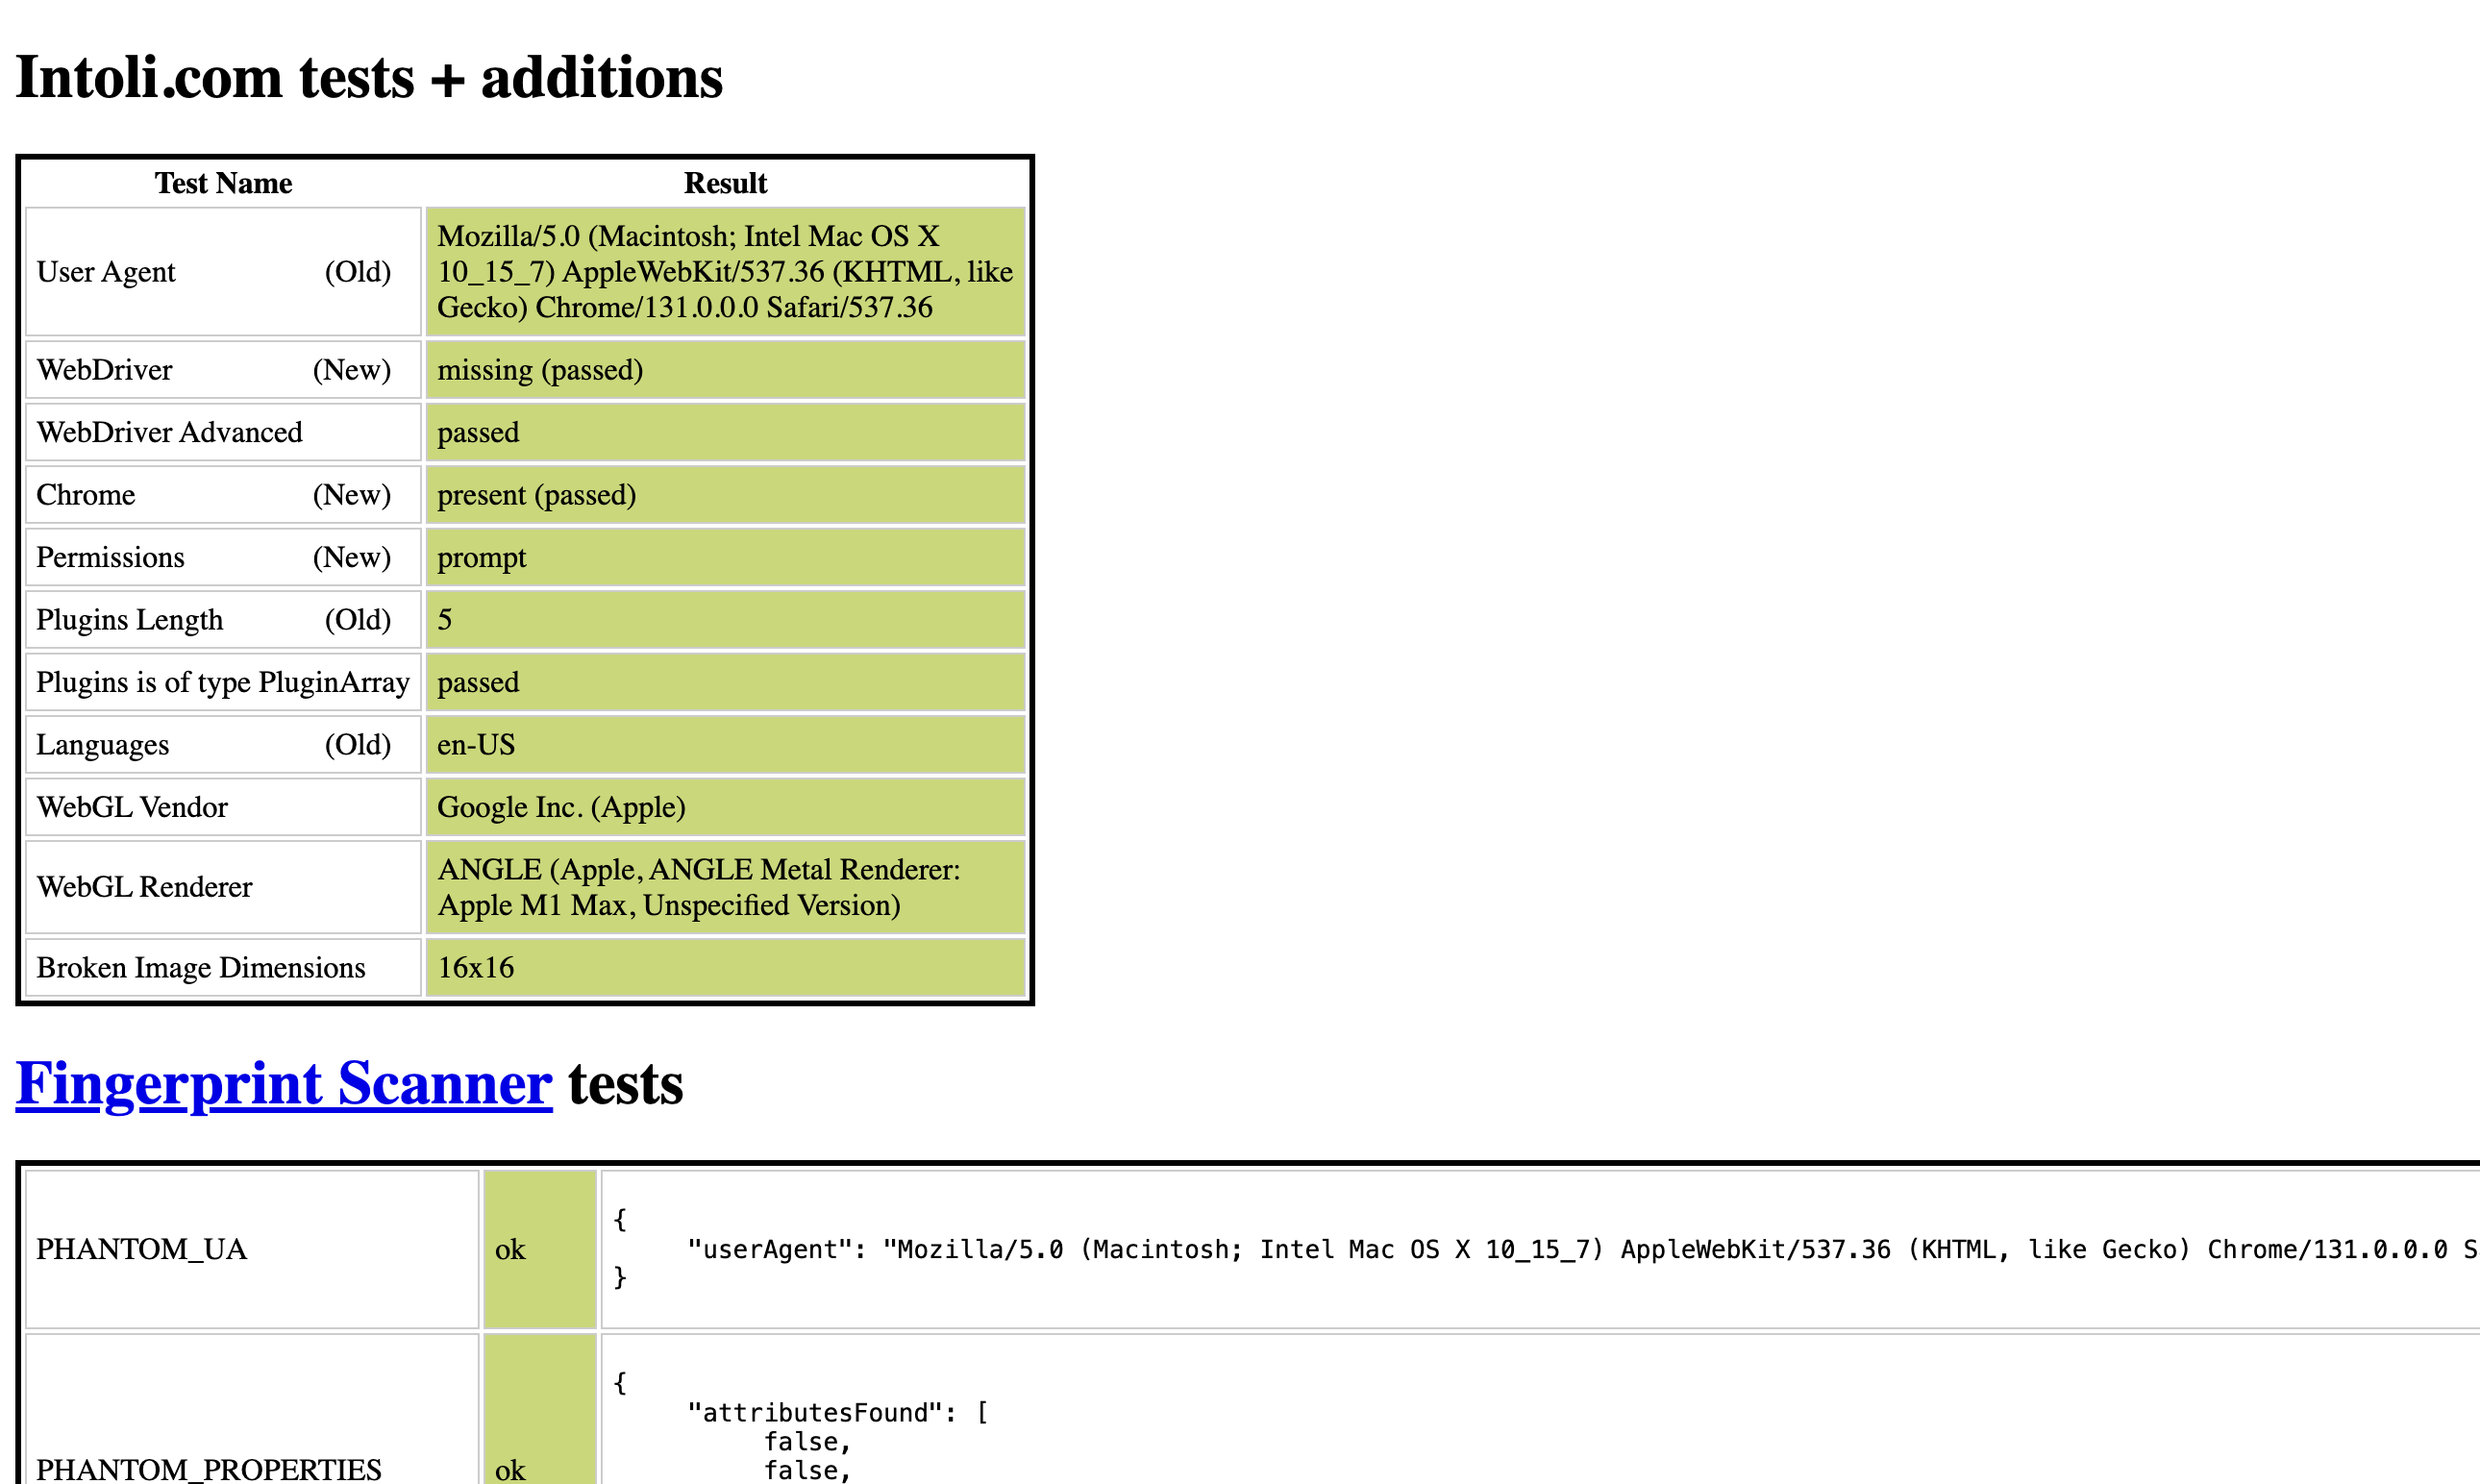 Intoli.com tests + additions
Test Name Result
User Agent (Old) Mozilla/5.0 (Macintosh; Intel Mac OS X
10_15_7) AppleWebKit/537.36 (KHTML, like
Gecko) Chrome/131.0.0.0 Safari/537.36
WebDriver (New) missing (passed)
WebDriver Advanced passed
Chrome (New) present (passed)
Permissions (New) prompt
Plugins Length (Old) 5
Plugins is of type PluginArray passed
Languages (Old) en-US
WebGL Vendor Google Inc. (Apple)
WebGL Renderer ANGLE (Apple, ANGLE Metal Renderer:
Apple M1 Max, Unspecified Version)
Broken Image Dimensions 16x16
Fingerprint Scanner tests
PHANTOM_UA ok {
"userAgent": "Mozilla/5.0 (Macintosh; Intel Mac OS X 10_15_7) AppleWebKit/537.36 (KHTML, like Gecko) Chrome/131.0.0.0 S
}
PHANTOM_PROPERTIES ok {
"attributesFound": [
false,
false,